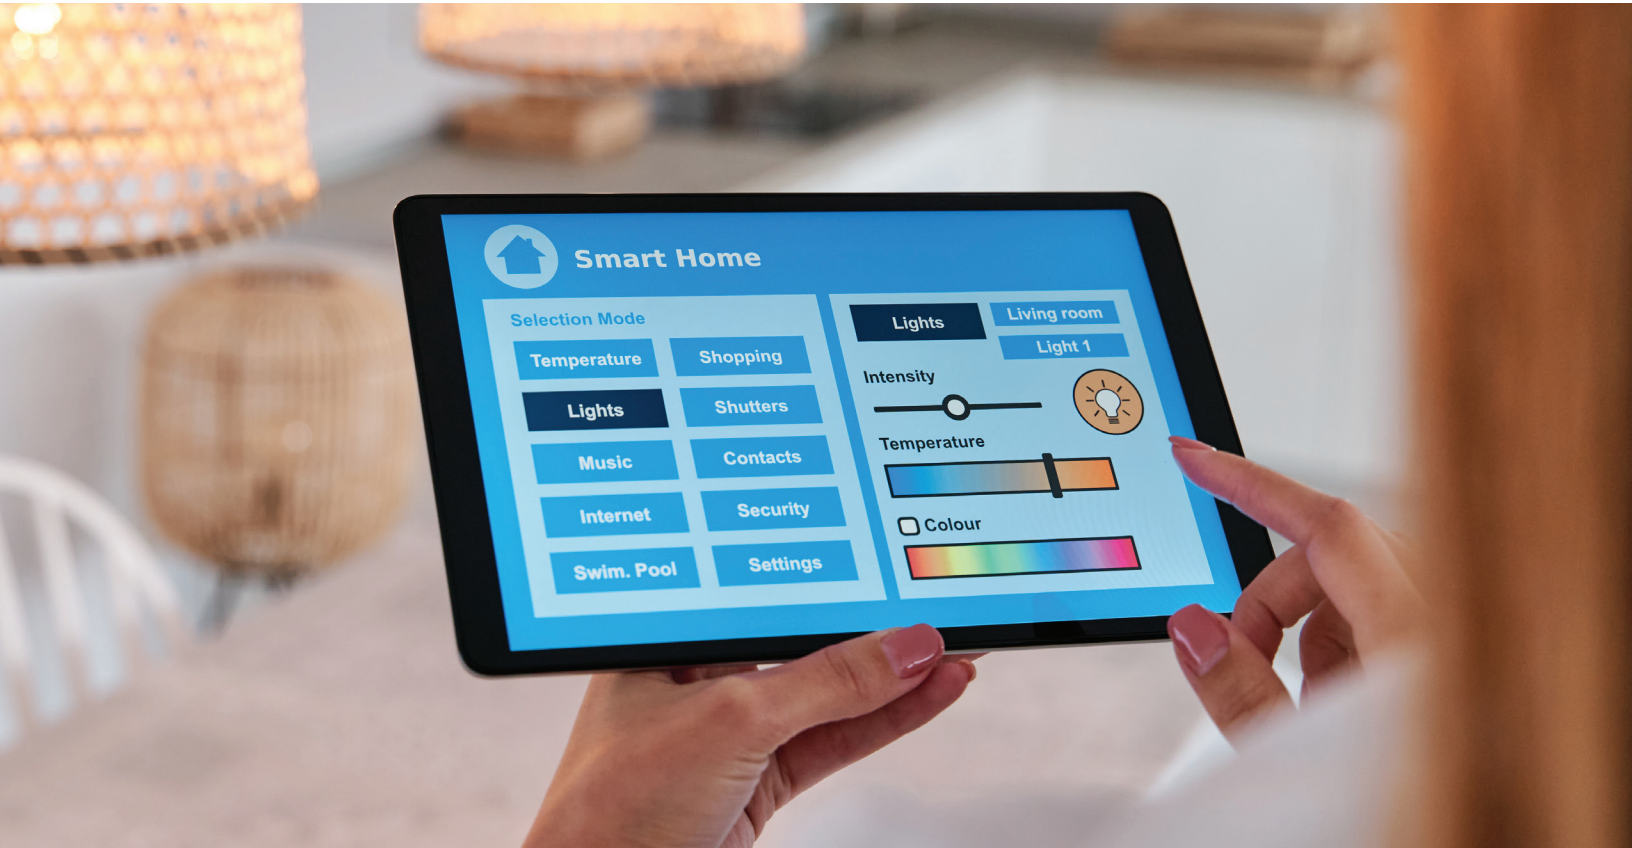 Smart Home
Selection Mode
Temperature
Shopping
Lights
Shutters
Music
Contacts
Internet
Security
Swim. Pool
Settings
Lights
Living room
Light 1
Intensity
Temperature
Colour